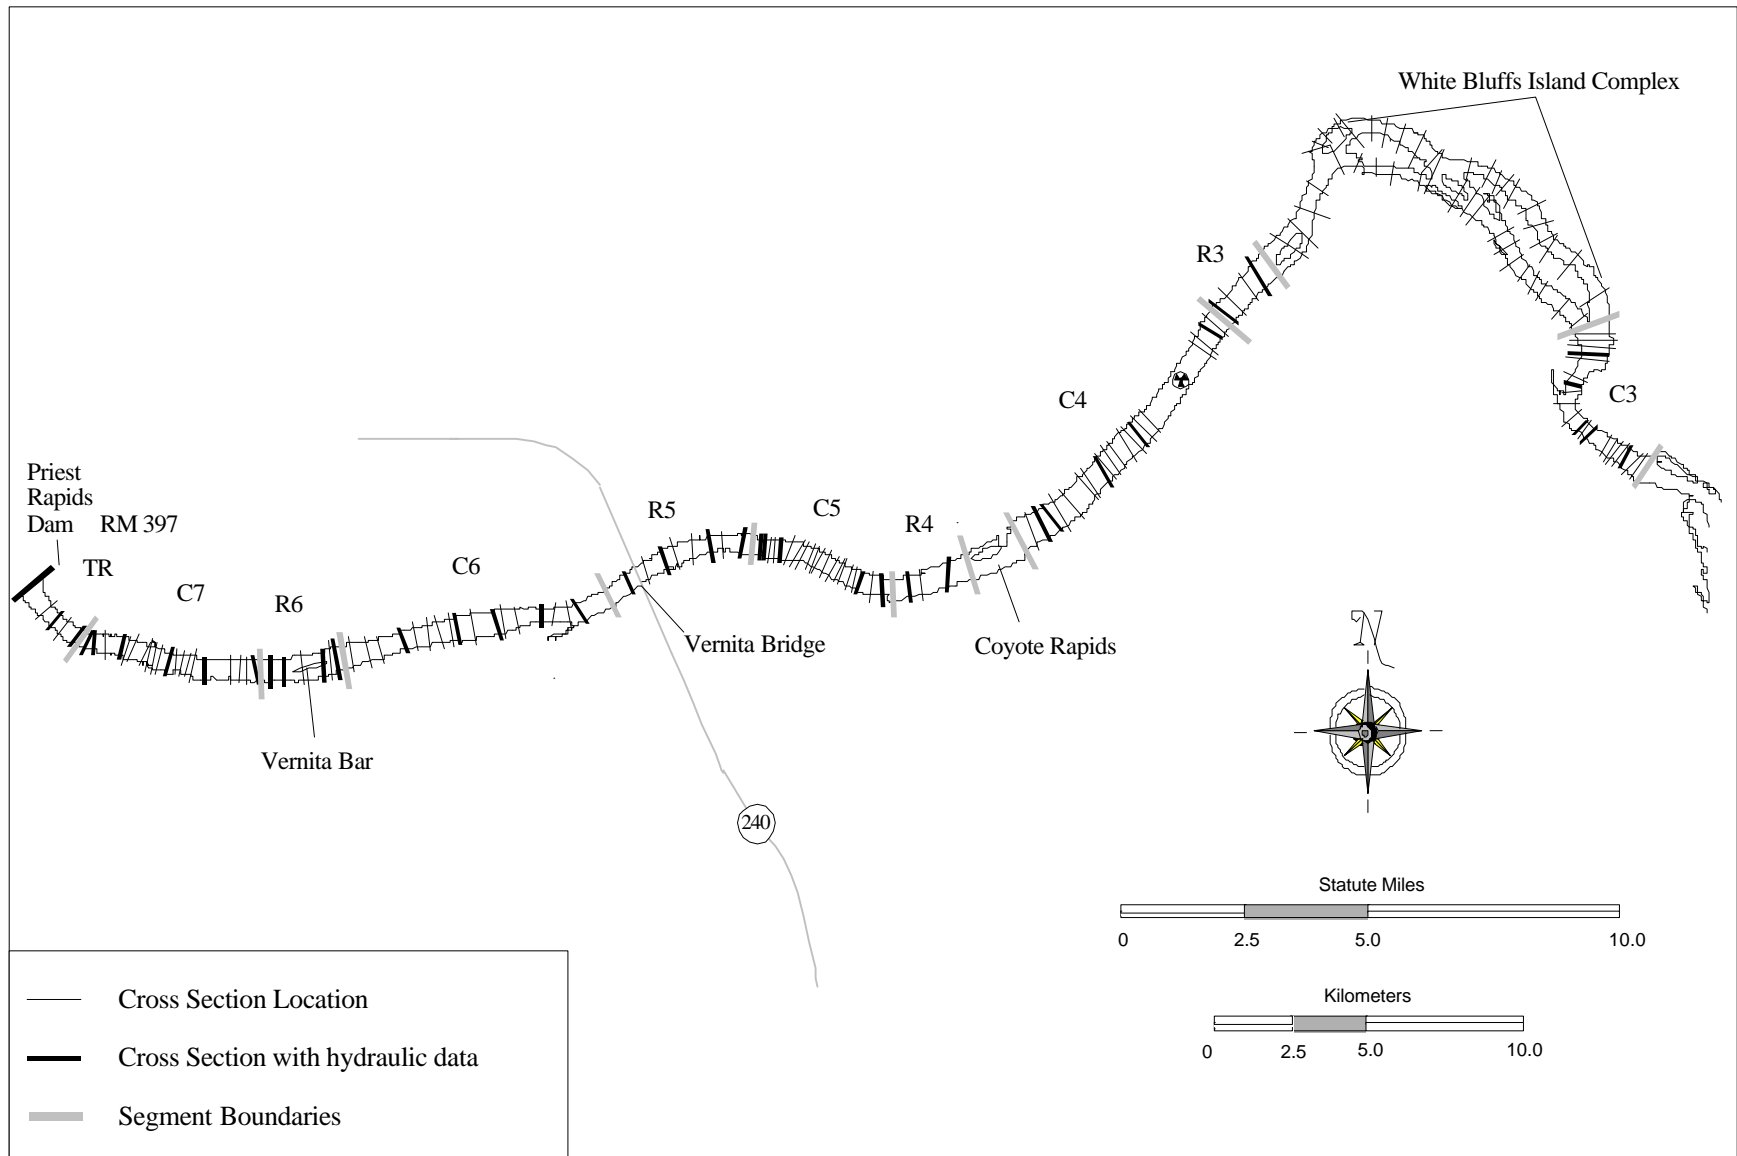 White Bluffs Island Complex
R3
C4
C3
Priest
Rapids
Dam
RM 397
TR
C7
R6
C6
R5
C5
R4
Vernita Bridge
Coyote Rapids
Vernita Bar
N
240
Statute Miles
0 2.5 5.0 10.0
Kilometers
0 2.5 5.0 10.0
Cross Section Location
Cross Section with hydraulic data
Segment Boundaries